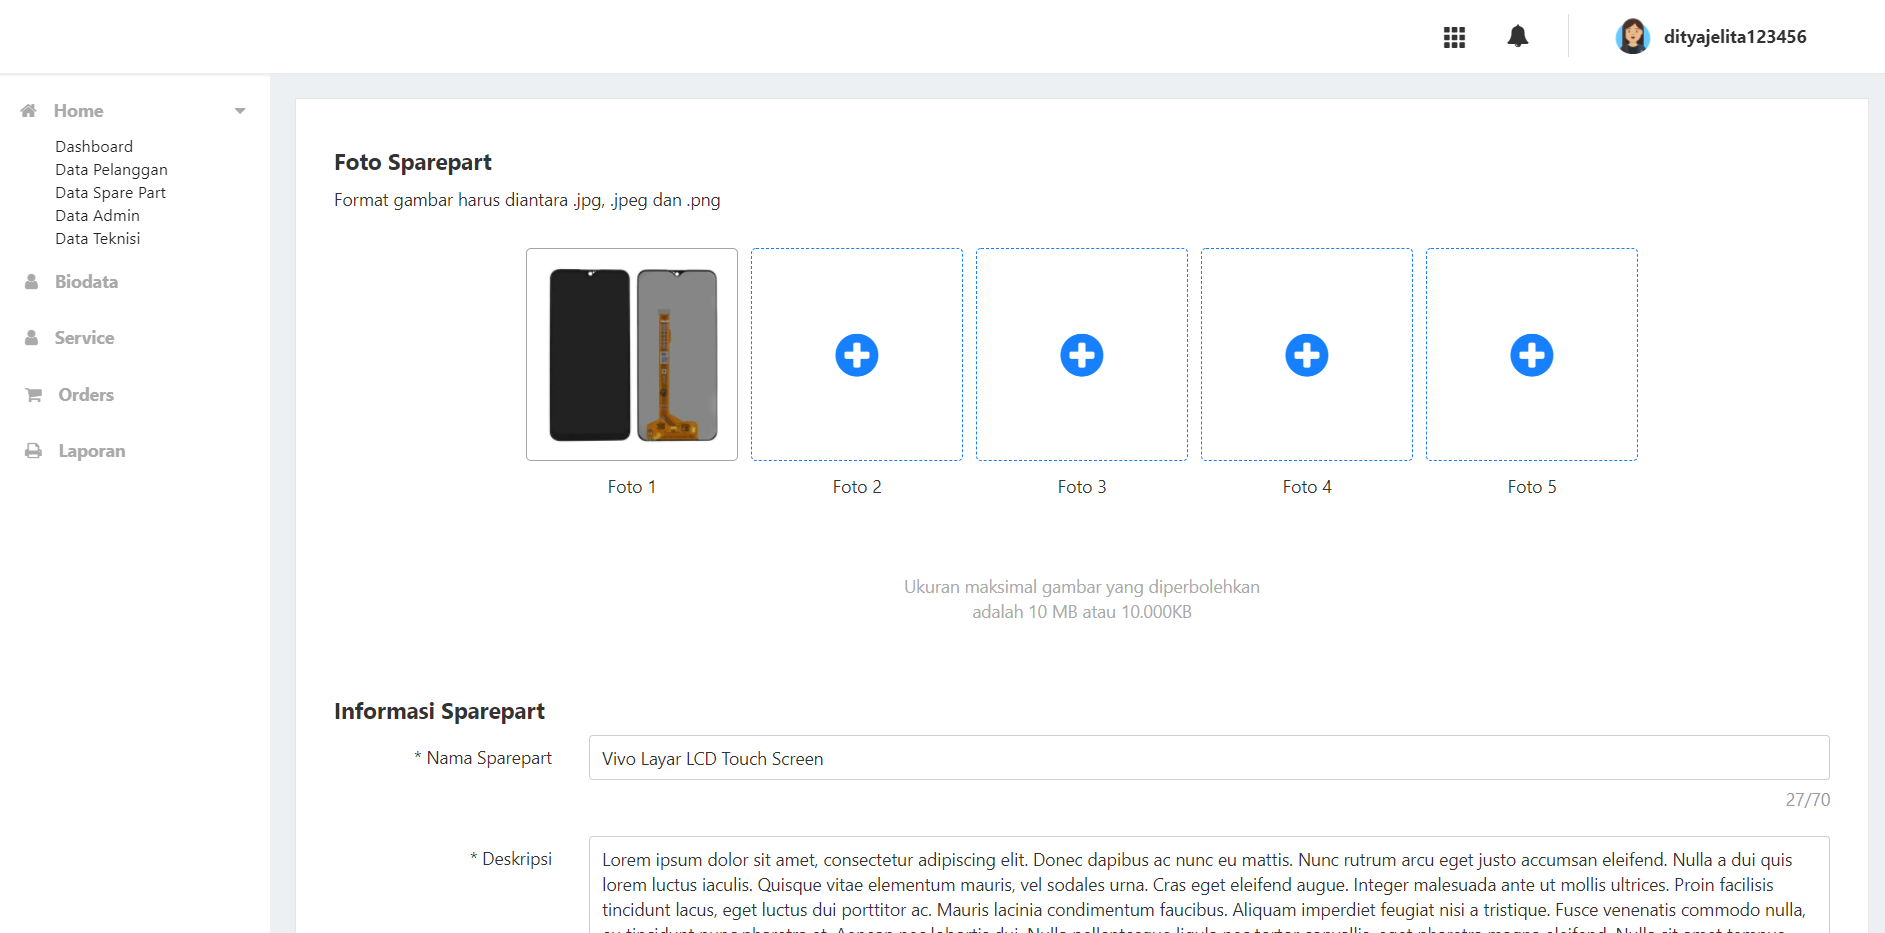 dityajelita123456
Home
Dashboard
Data Pelanggan
Data Spare Part
Data Admin
Data Teknisi
Biodata
Service
Orders
Laporan
Foto Sparepart
Format gambar harus diantara .jpg, .jpeg dan .png
Foto 1
Foto 2
Foto 3
Foto 4
Foto 5
Ukuran maksimal gambar yang diperbolehkan
adalah 10 MB atau 10.000KB
Informasi Sparepart
* Nama Sparepart
Vivo Layar LCD Touch Screen
27/70
* Deskripsi
Lorem ipsum dolor sit amet, consectetur adipiscing elit. Donec dapibus ac nunc eu mattis. Nunc rutrum arcu eget justo accumsan eleifend. Nulla a dui quis
lorem luctus iaculis. Quisque vitae elementum mauris, vel sodales urna. Cras eget eleifend augue. Integer malesuada ante ut mollis ultrices. Proin facilisis
tincidunt lacus, eget luctus dui porttitor ac. Mauris lacinia condimentum faucibus. Aliquam imperdiet feugiat nisi a tristique. Fusce venenatis commodo nulla,